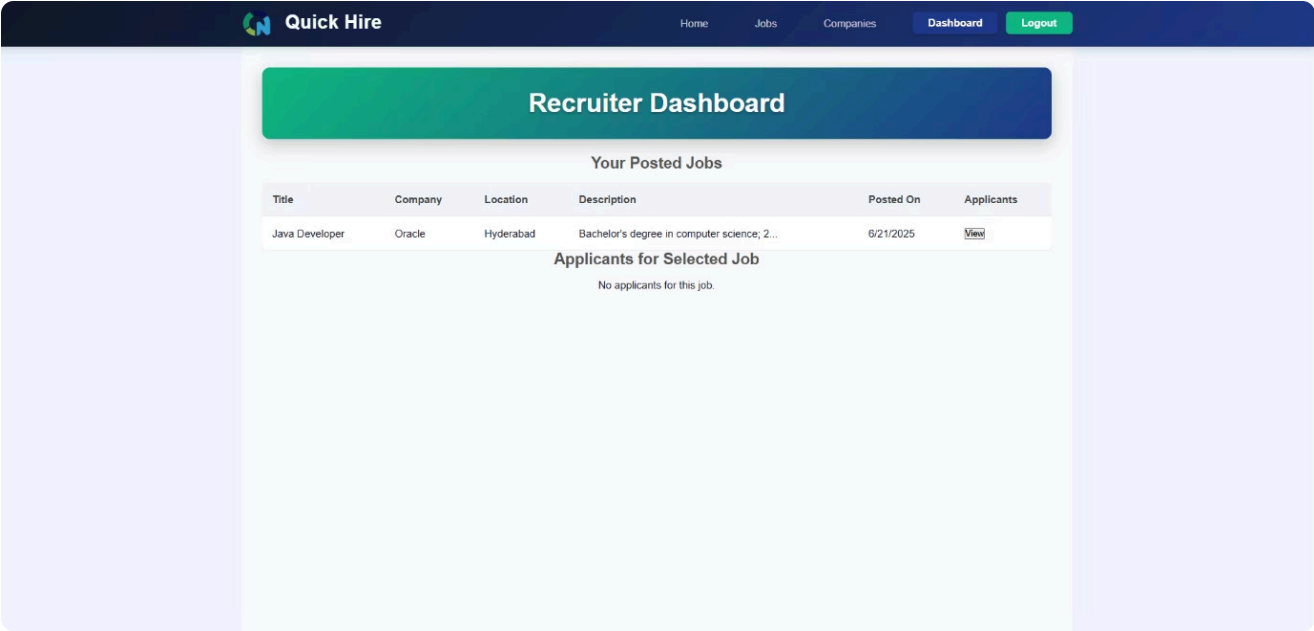 Quick Hire Home Jobs Companies Dashboard Logout
Recruiter Dashboard
Your Posted Jobs
Title Company Location Description Posted On Applicants
Java Developer Oracle Hyderabad Bachelor's degree in computer science; 2... 6/21/2025 View
Applicants for Selected Job
No applicants for this job.